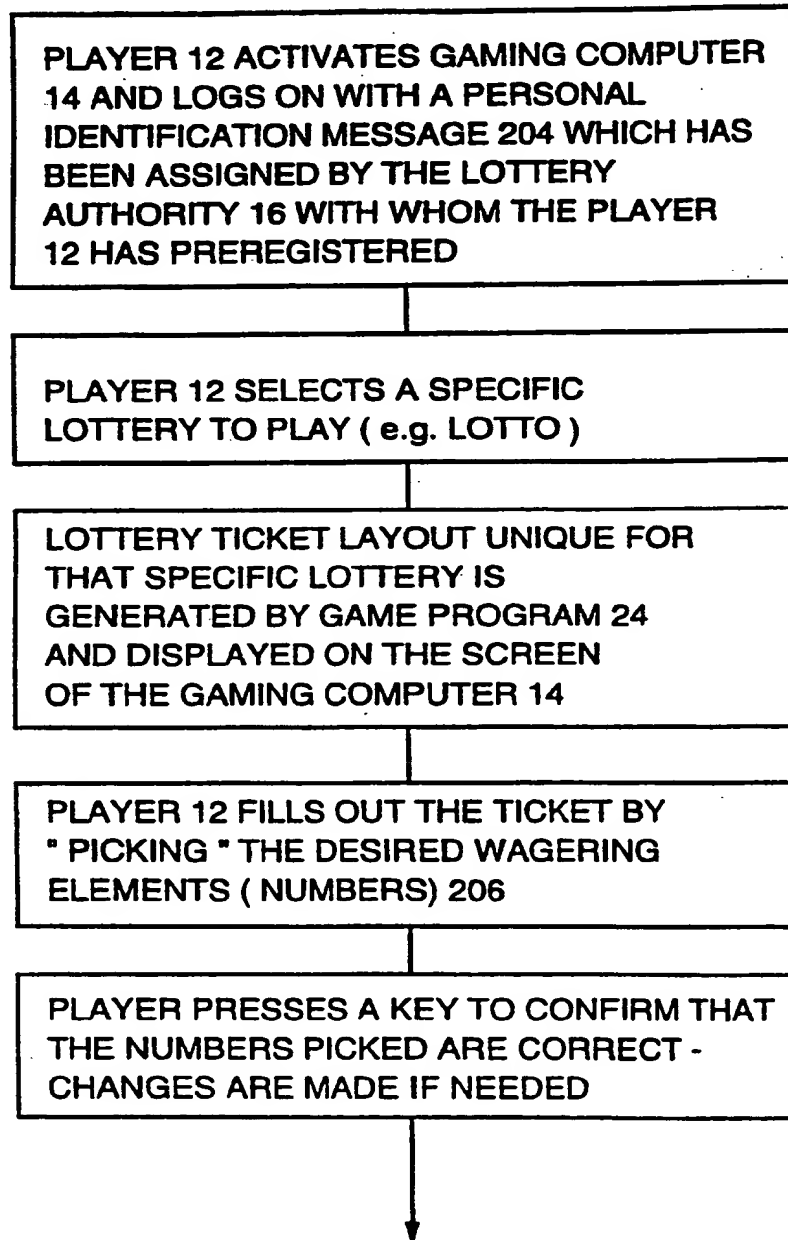 PLAYER 12 ACTIVATES GAMING COMPUTER
14 AND LOGS ON WITH A PERSONAL
IDENTIFICATION MESSAGE 204 WHICH HAS
BEEN ASSIGNED BY THE LOTTERY
AUTHORITY 16 WITH WHOM THE PLAYER
12 HAS PREREGISTERED
PLAYER 12 SELECTS A SPECIFIC
LOTTERY TO PLAY ( e.g. LOTTO )
LOTTERY TICKET LAYOUT UNIQUE FOR
THAT SPECIFIC LOTTERY IS
GENERATED BY GAME PROGRAM 24
AND DISPLAYED ON THE SCREEN
OF THE GAMING COMPUTER 14
PLAYER 12 FILLS OUT THE TICKET BY
" PICKING " THE DESIRED WAGERING
ELEMENTS ( NUMBERS) 206
PLAYER PRESSES A KEY TO CONFIRM THAT
THE NUMBERS PICKED ARE CORRECT -
CHANGES ARE MADE IF NEEDED